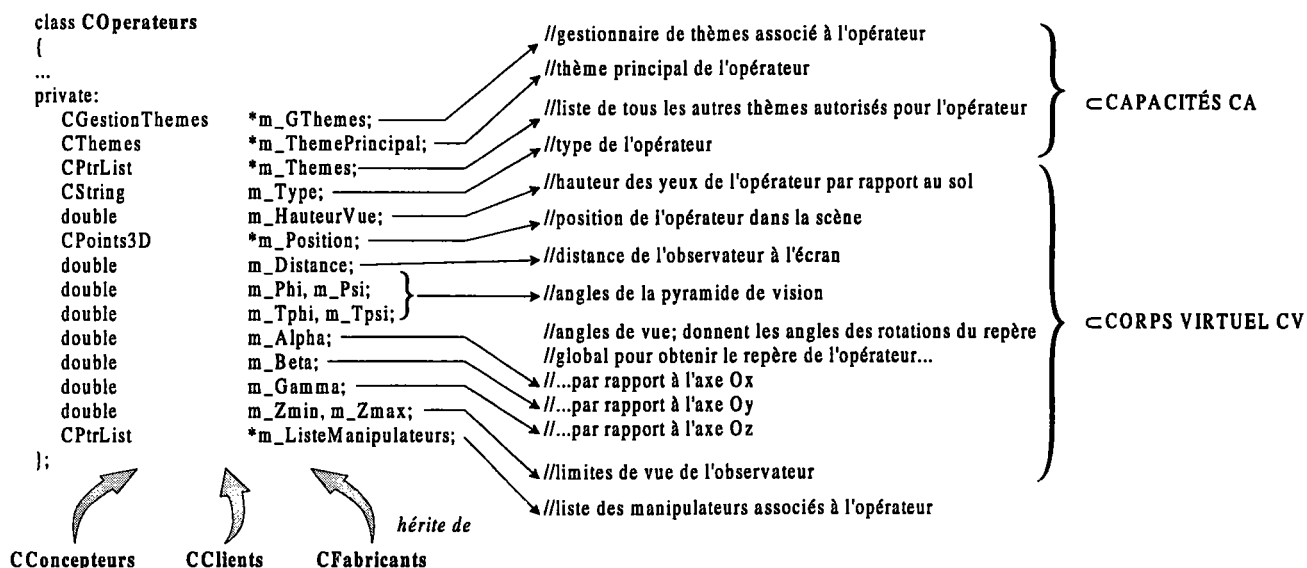 class COperateurs
{
...
private:
CGestionThemes *m_GThemes; //gestionnaire de thèmes associé à l'opérateur
CThemes *m_ThemePrincipal; //thème principal de l'opérateur
CPtrList *m_Themes; //liste de tous les autres thèmes autorisés pour l'opérateur
CString m_Type; //type de l'opérateur
double m_HauteurVue; //hauteur des yeux de l'opérateur par rapport au sol
CPoints3D *m_Position; //position de l'opérateur dans la scène
double m_Distance; //distance de l'observateur à l'écran
double m_Phi, m_Psi;
double m_Tphi, m_Tpsi; //angles de la pyramide de vision
//angles de vue; donnent les angles des rotations du repère
//global pour obtenir le repère de l'opérateur...
double m_Alpha; //...par rapport à l'axe Ox
double m_Beta; //...par rapport à l'axe Oy
double m_Gamma; //...par rapport à l'axe Oz
double m_Zmin, m_Zmax; //limites de vue de l'observateur
CPtrList *m_ListeManipulateurs; //liste des manipulateurs associés à l'opérateur
};
⊂CAPACITÉS CA
⊂CORPS VIRTUEL CV
hérite de
CConcepteurs CClients CFabricants